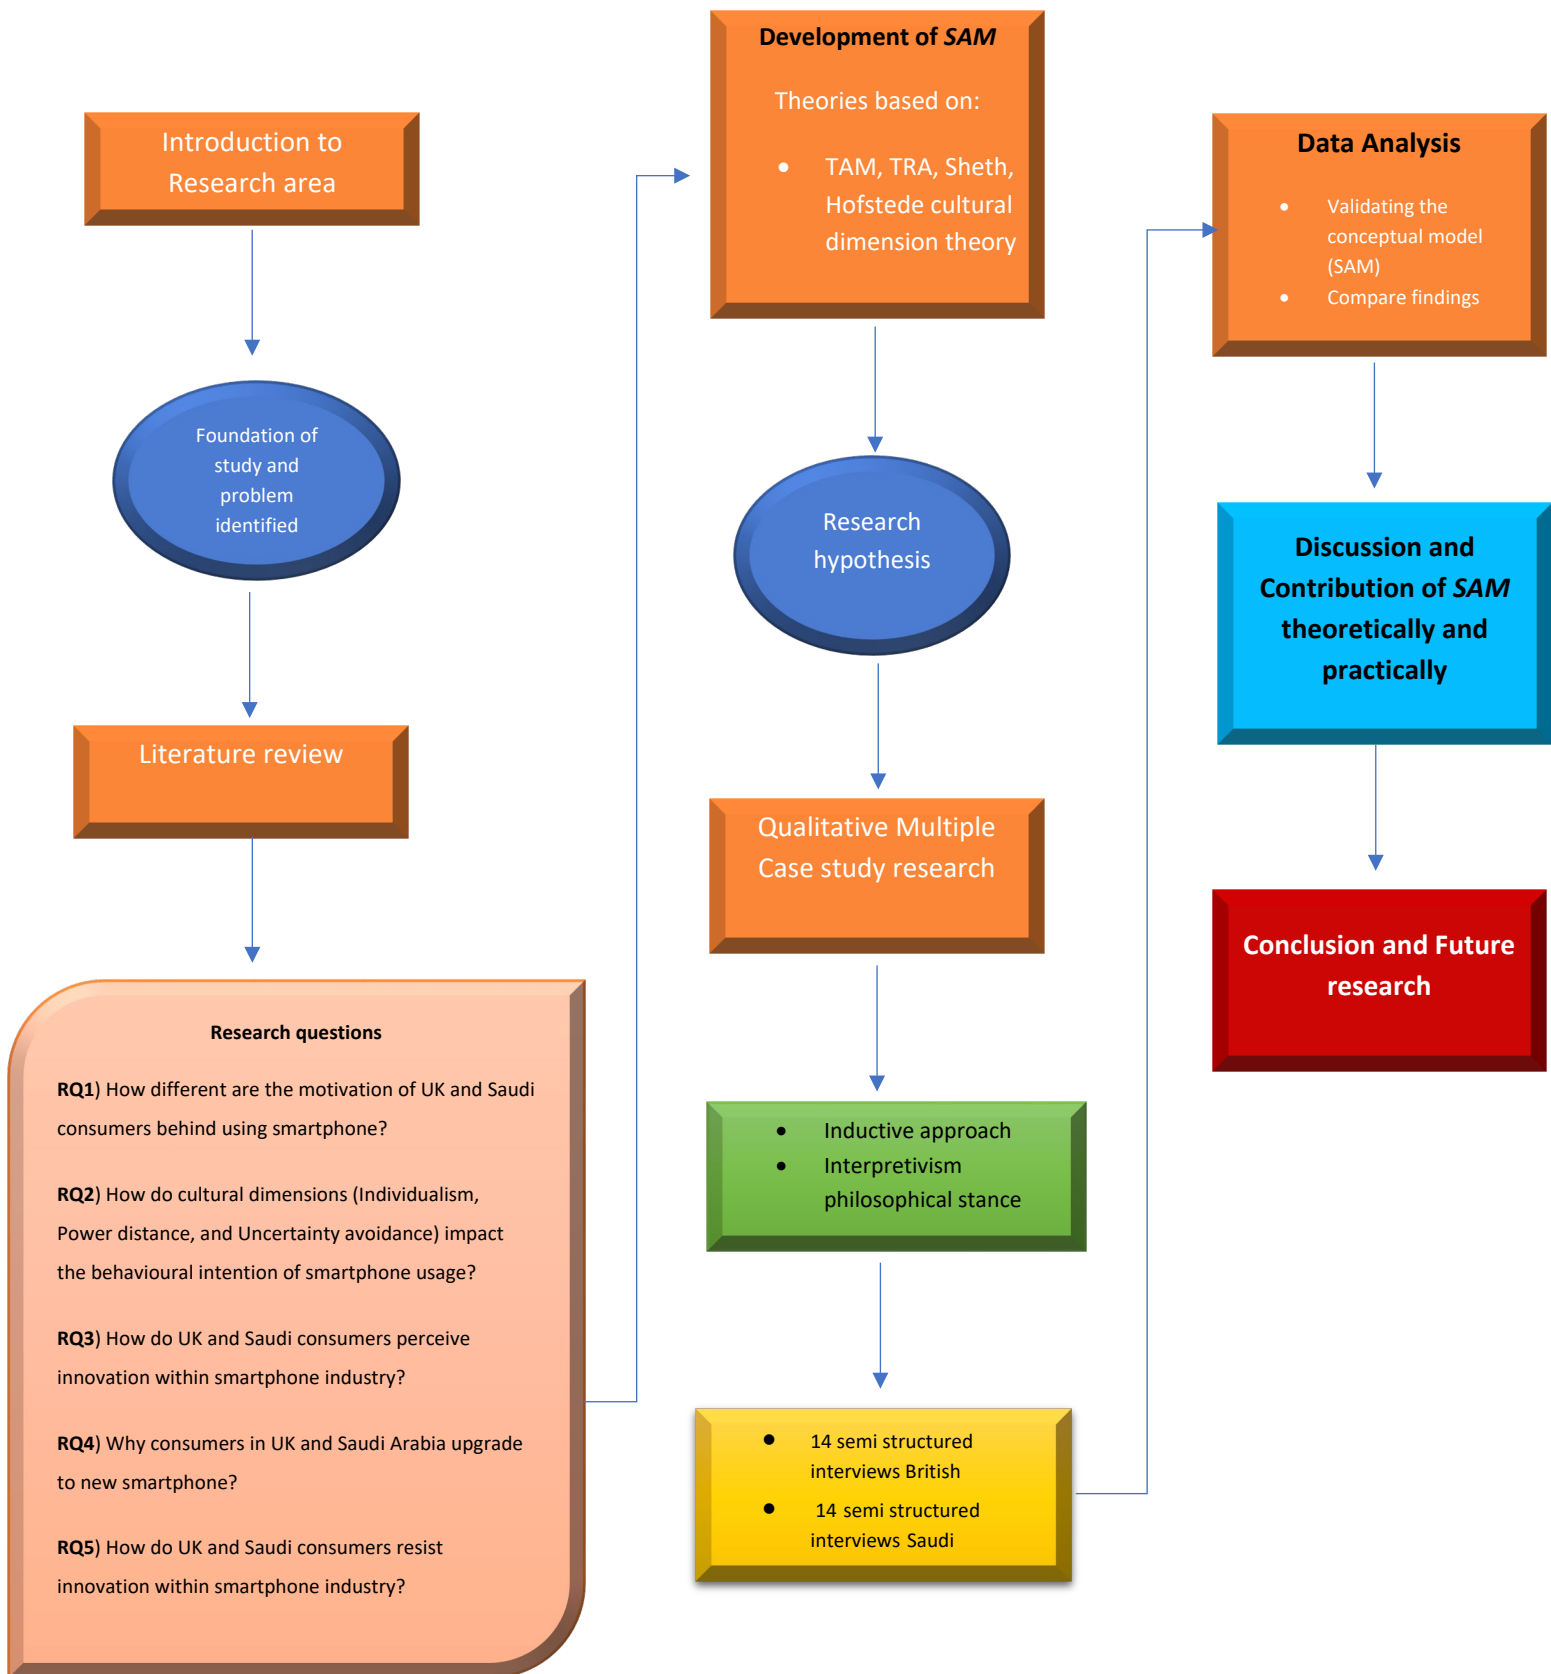 Introduction to
Research area
Foundation of
study and
problem
identified
Literature review
Research questions
RQ1) How different are the motivation of UK and Saudi
consumers behind using smartphone?
RQ2) How do cultural dimensions (Individualism,
Power distance, and Uncertainty avoidance) impact
the behavioural intention of smartphone usage?
RQ3) How do UK and Saudi consumers perceive
innovation within smartphone industry?
RQ4) Why consumers in UK and Saudi Arabia upgrade
to new smartphone?
RQ5) How do UK and Saudi consumers resist
innovation within smartphone industry?
Development of SAM
Theories based on:
• TAM, TRA, Sheth,
Hofstede cultural
dimension theory
Research
hypothesis
Qualitative Multiple
Case study research
• Inductive approach
• Interpretivism
philosophical stance
• 14 semi structured
interviews British
• 14 semi structured
interviews Saudi
Data Analysis
• Validating the
conceptual model
(SAM)
• Compare findings
Discussion and
Contribution of SAM
theoretically and
practically
Conclusion and Future
research